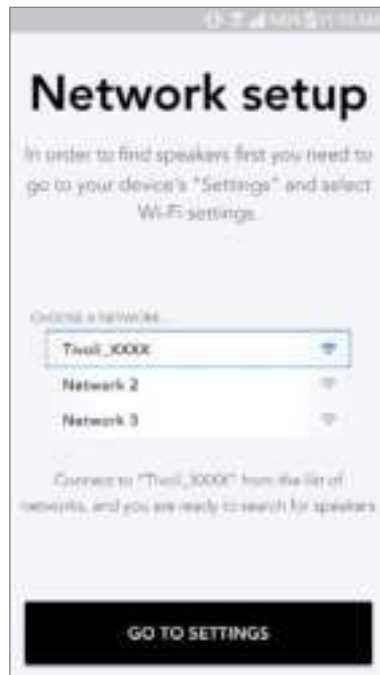 Network setup
In order to find speakers first you need to
go to your device's "Settings" and select
Wi-Fi settings.
CHOOSE A NETWORK...
Tivoli_XXXX
Network 2
Network 3
Connect to "Tivoli_XXXX" from the list of
networks, and you are ready to search for speakers
GO TO SETTINGS